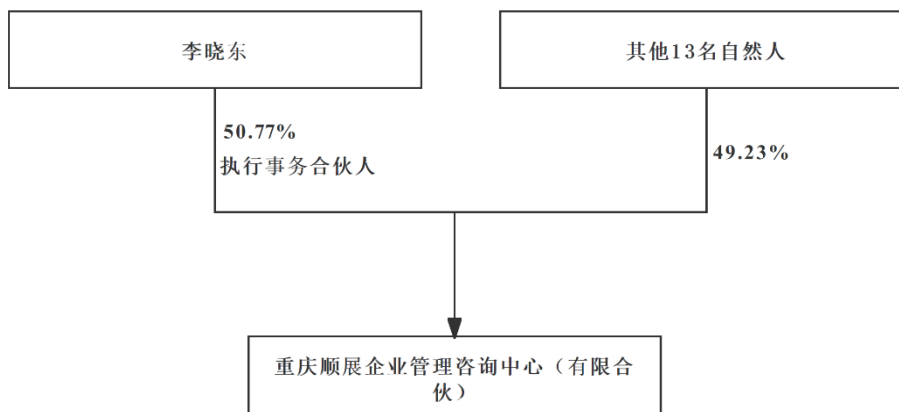 李晓东
其他13名自然人
50.77%
执行事务合伙人
49.23%
重庆顺展企业管理咨询中心（有限合
伙）